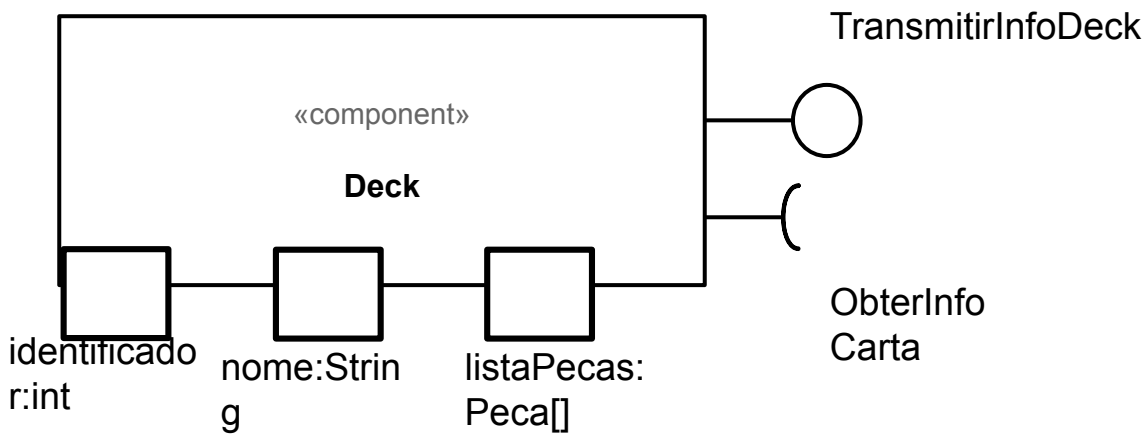 TransmitirInfoDeck
«component»
Deck
ObterInfo
Carta
identificado
r:int
nome:Strin
g
listaPecas:
Peca[]